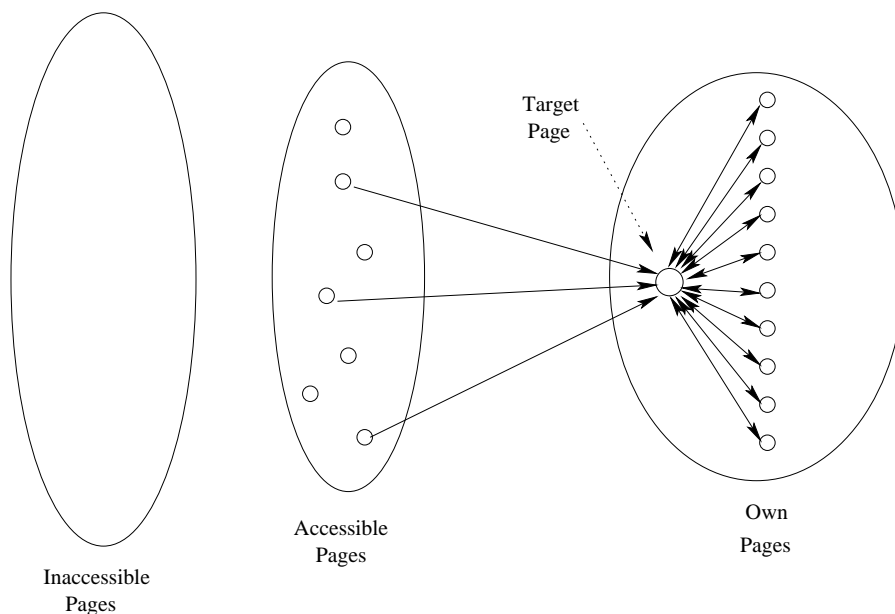 Target
Page
Own
Pages
Accessible
Pages
Inaccessible
Pages